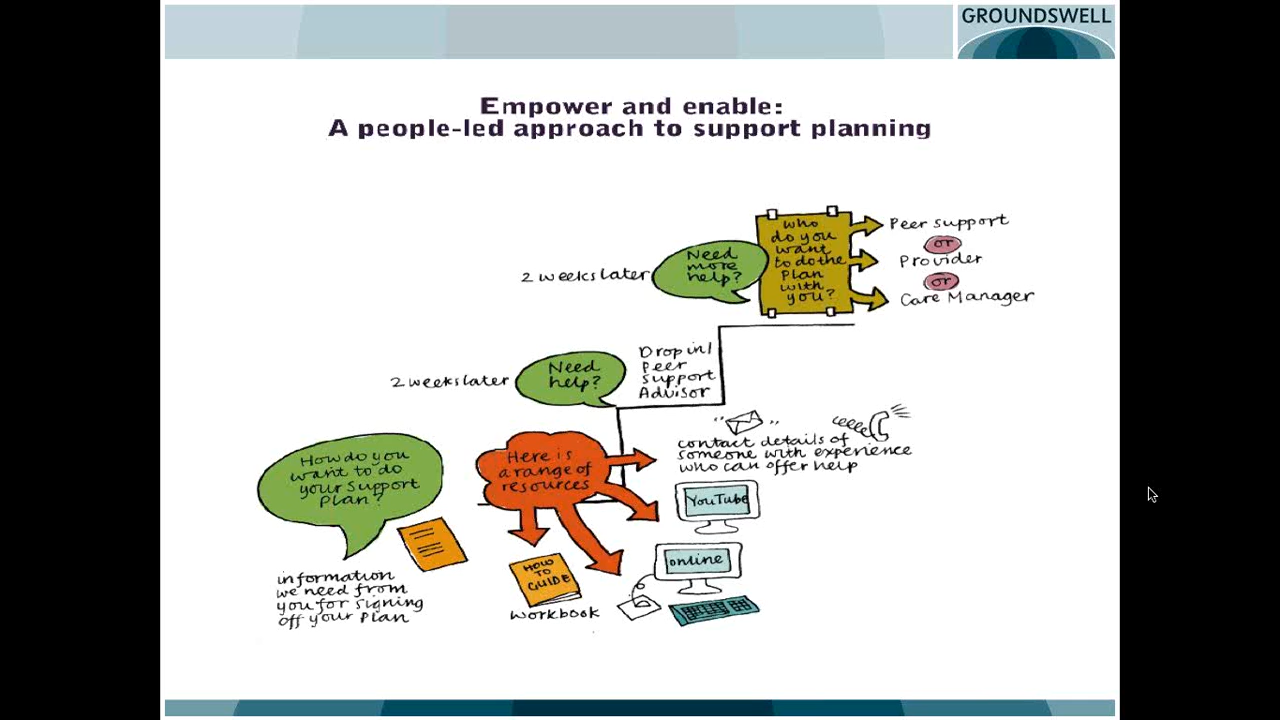 GROUNDSWELL
Empower and enable:
A people-led approach to support planning
2 weeks later
Need
more
help?
Who
do you
want
to do the
Plan
with
you?
Peer support
or
Provider
or
Care Manager
2 weeks later
Need
help?
Drop in/
Peer
Support
Advisor
How do you
want to do
your Support
Plan?
Here is
a range of
resources
contact details of
someone with experience
who can offer help
YouTube
online
HOW
TO
GUIDE
workbook
information
we need from
you for signing
off your Plan